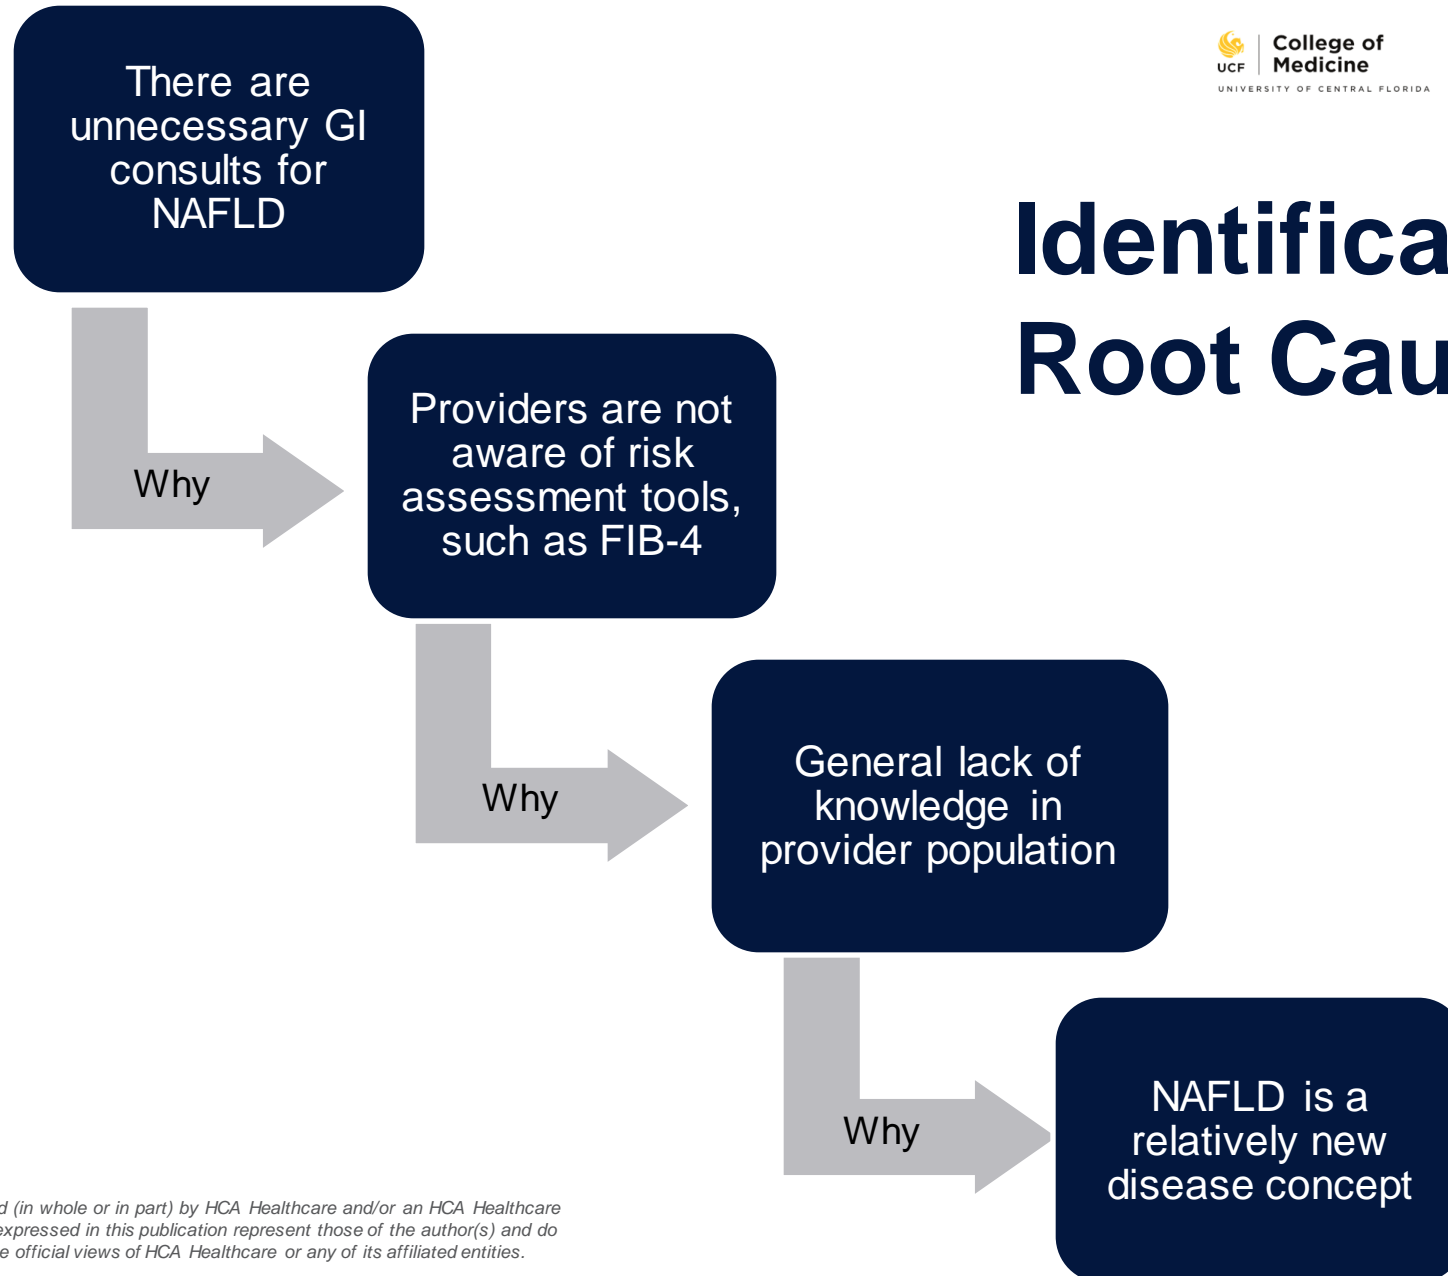 There are
unnecessary GI
consults for
NAFLD
UCF
College of
Medicine
UNIVERSITY OF CENTRAL FLORIDA
Identifica
Root Cau
Why
Providers are not
aware of risk
assessment tools,
such as FIB-4
Why
General lack of
knowledge in
provider population
Why
NAFLD is a
relatively new
disease concept
d (in whole or in part) by HCA Healthcare and/or an HCA Healthcare
expressed in this publication represent those of the author(s) and do
e official views of HCA Healthcare or any of its affiliated entities.